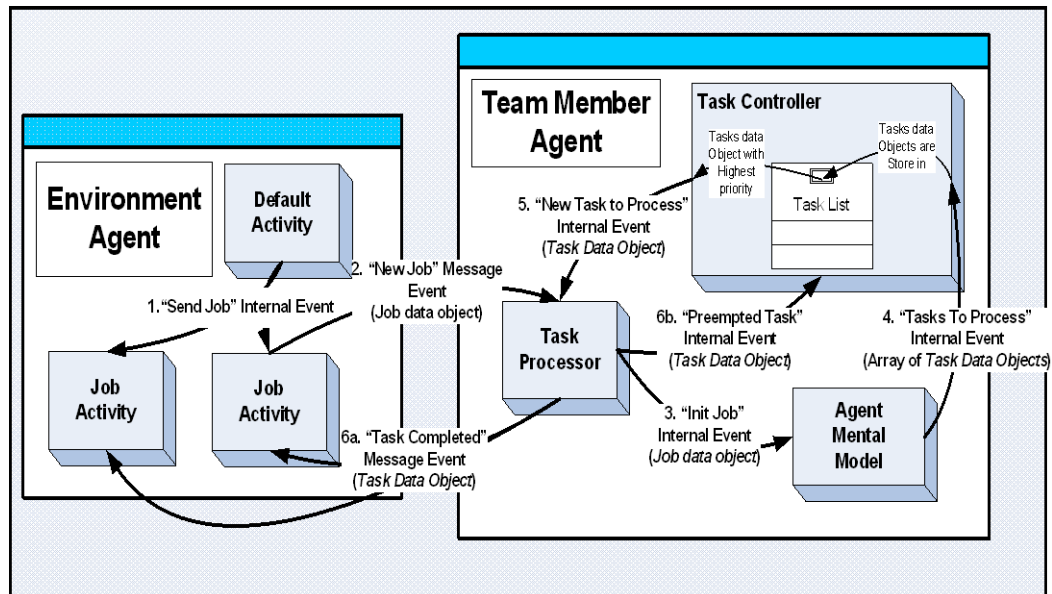 Environment
Agent
Default
Activity
1. "Send Job" Internal Event
Job
Activity
Job
Activity
2. "New Job" Message
Event
(Job data object)
Team Member
Agent
Task Controller
Tasks data
Object with
Highest
priority
Tasks data
Objects are
Store in
Task List
5. "New Task to Process"
Internal Event
(Task Data Object)
Task
Processor
6b. "Preempted Task"
Internal Event
(Task Data Object)
4. "Tasks To Process"
Internal Event
(Array of Task Data Objects)
3. "Init Job"
Internal Event
(Job data object)
Agent
Mental
Model
6a. "Task Completed"
Message Event
(Task Data Object)